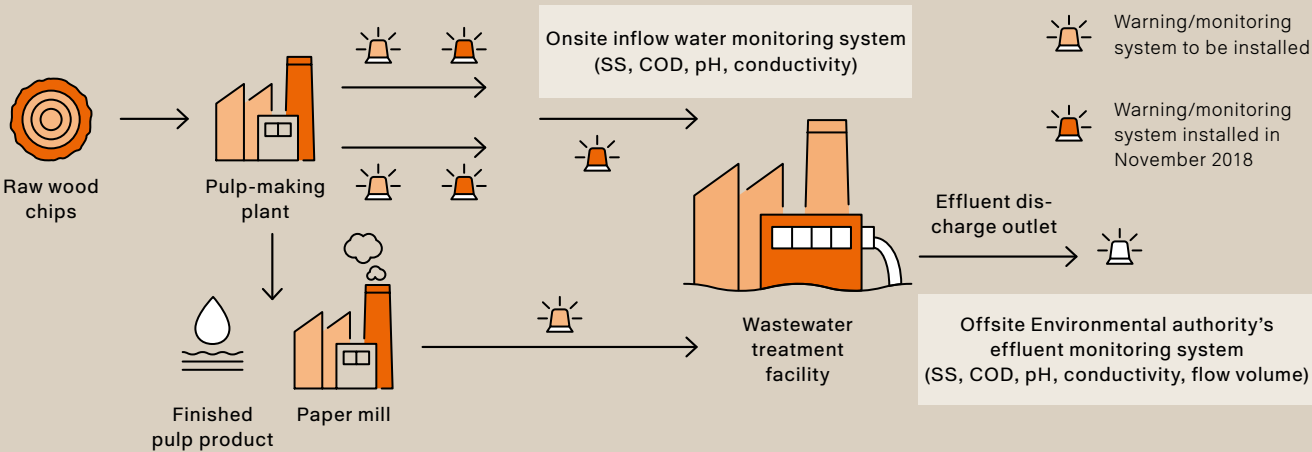 Raw wood
chips
Pulp-making
plant
Finished
pulp product
Paper mill
Onsite inflow water monitoring system
(SS, COD, pH, conductivity)
Wastewater
treatment
facility
Effluent dis-
charge outlet
Offsite Environmental authority’s
effluent monitoring system
(SS, COD, pH, conductivity, flow volume)
Warning/monitoring
system to be installed
Warning/monitoring
system installed in
November 2018